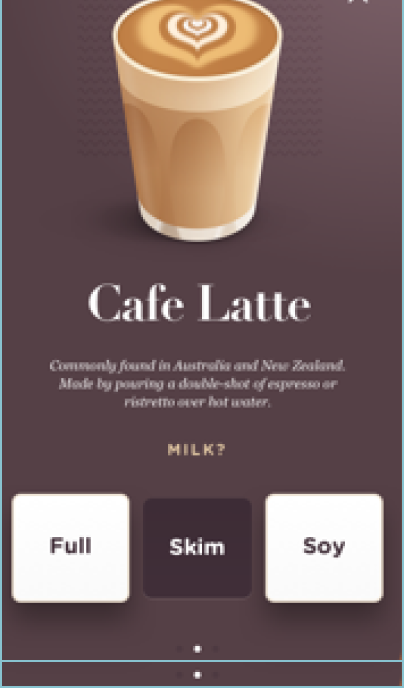 Cafe Latte
Commonly found in Australia and New Zealand.
Made by pouring a double-shot of espresso or
ristretto over hot water.
MILK?
Full
Skim
Soy